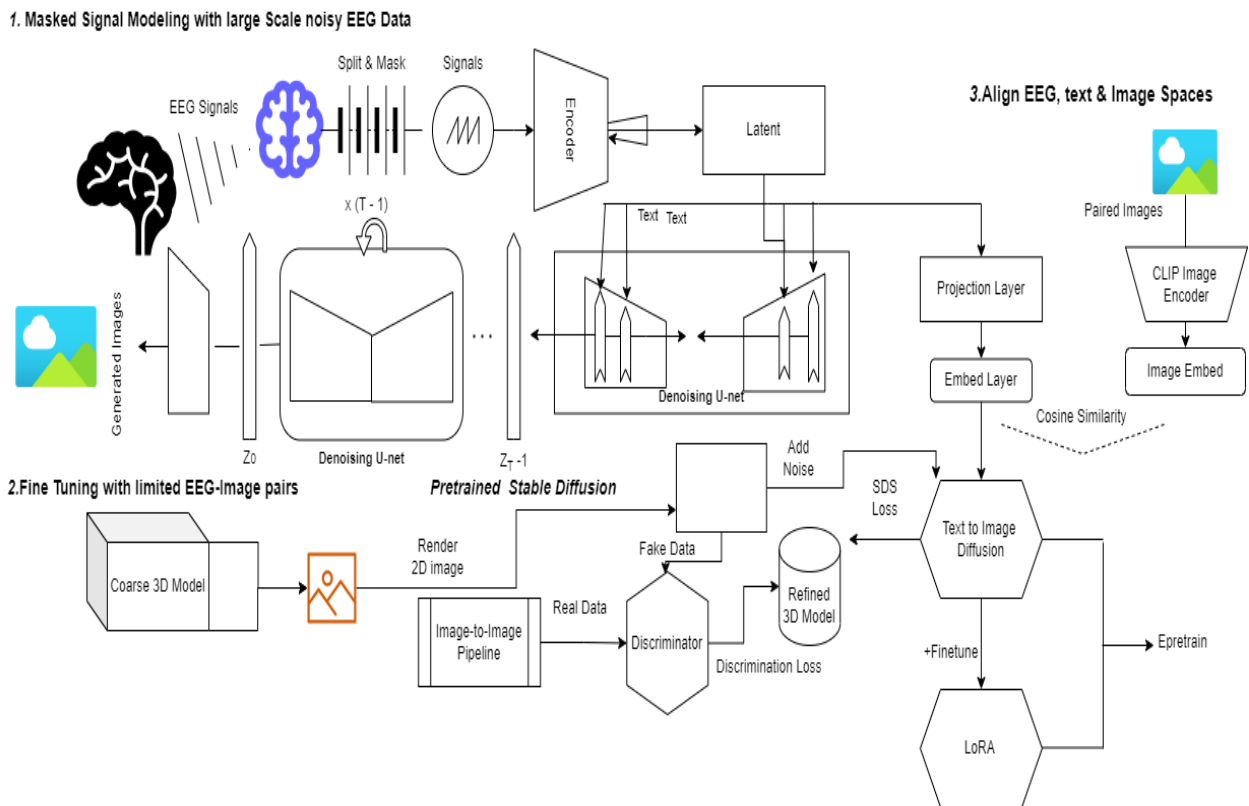 1. Masked Signal Modeling with large Scale noisy EEG Data
Split & Mask
Signals
EEG Signals
Encoder
Latent
3.Align EEG, text & Image Spaces
Paired Images
x (T - 1)
Text
Text
CLIP Image
Encoder
Projection Layer
Generated Images
...
Embed Layer
Image Embed
Denoising U-net
Cosine Similarity
Z0
Denoising U-net
ZT -1
2.Fine Tuning with limited EEG-Image pairs
Pretrained Stable Diffusion
Add
Noise
SDS
Loss
Text to Image
Diffusion
Render
2D image
Fake Data
Coarse 3D Model
Refined
3D Model
Real Data
Image-to-Image
Pipeline
Discriminator
Discrimination Loss
+Finetune
Epretrain
LoRA